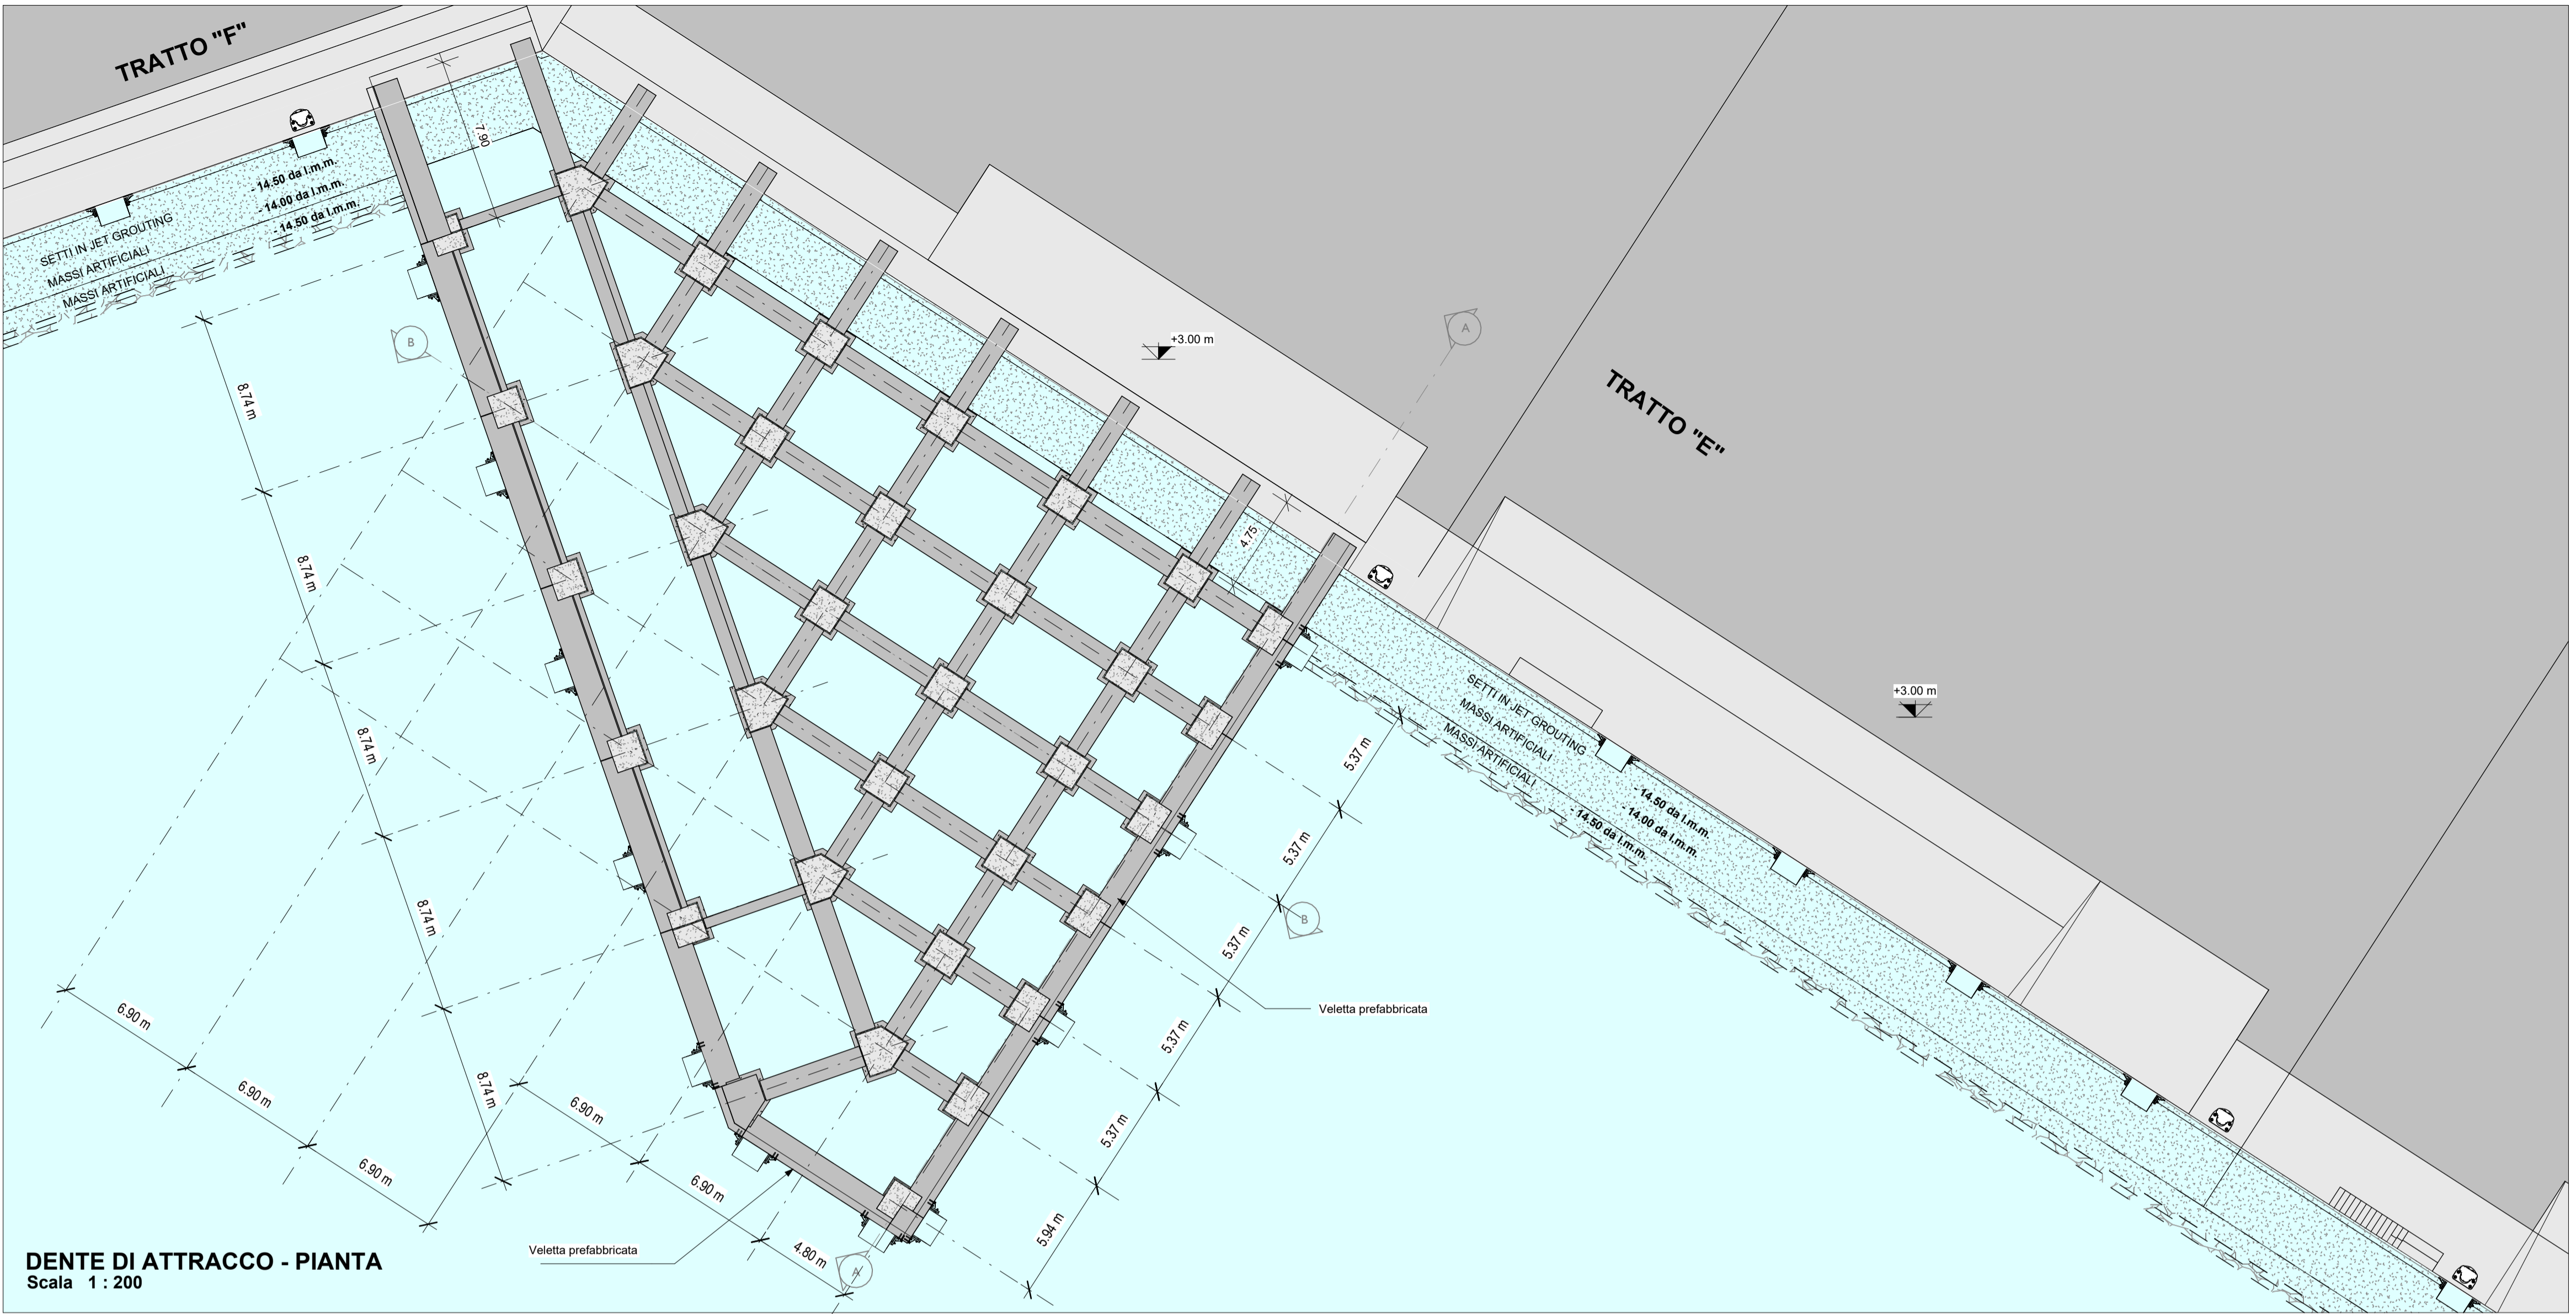 TRATTO "F"
7.90
- 14.50 da l.m.m.
- 14.00 da l.m.m.
- 14.50 da l.m.m.
SETTI IN JET GROUTING
MASSI ARTIFICIALI
MASSI ARTIFICIALI
A
+3.00 m
B
8.74 m
TRATTO "E"
4.75
8.74 m
+3.00 m
SETTI IN JET GROUTING
MASSI ARTIFICIALI
MASSI ARTIFICIALI
8.74 m
5.37 m
- 14.50 da l.m.m.
- 14.00 da l.m.m.
- 14.50 da l.m.m.
5.37 m
8.74 m
B
5.37 m
Veletta prefabbricata
6.90 m
5.37 m
8.74 m
6.90 m
6.90 m
5.37 m
6.90 m
6.90 m
5.94 m
Veletta prefabbricata
4.80 m
A
DENTE DI ATTRACCO - PIANTA
Scala 1 : 200